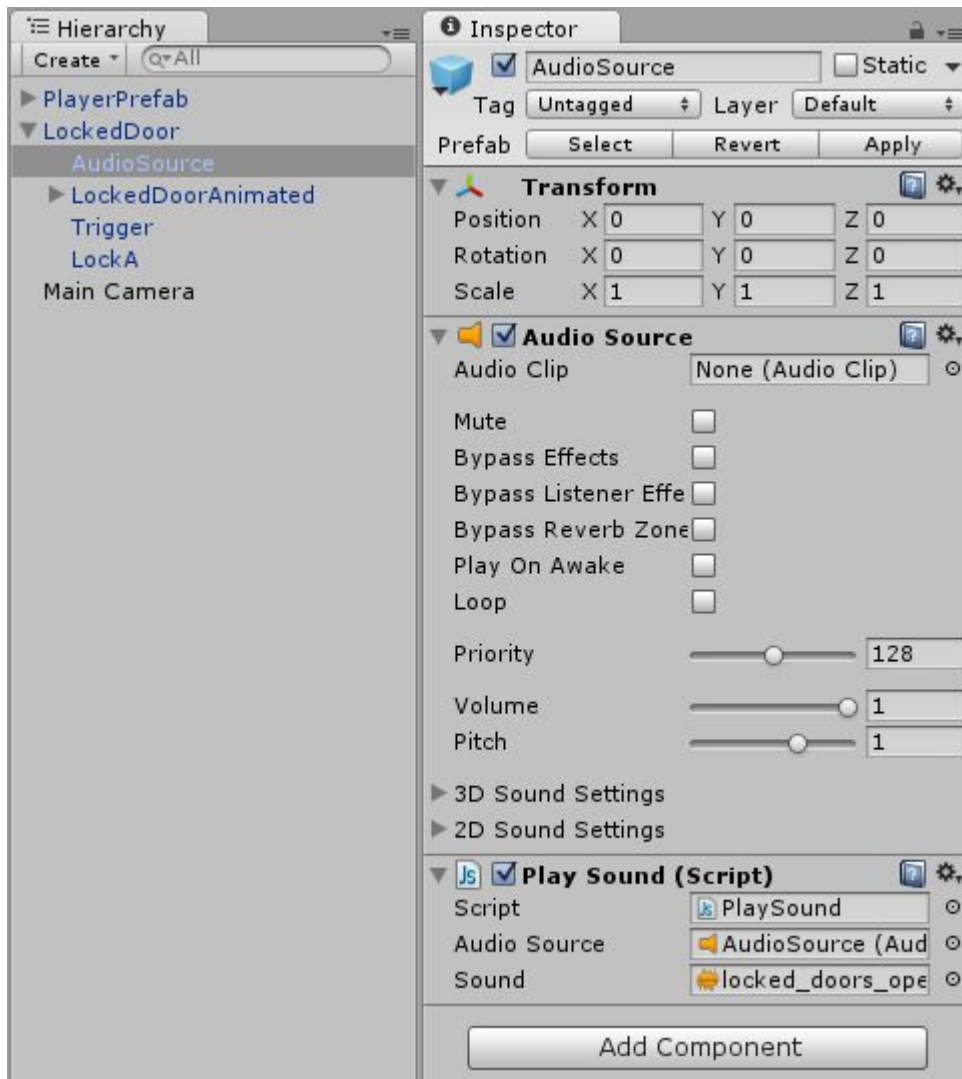 Hierarchy
Create
All
PlayerPrefab
LockedDoor
AudioSource
LockedDoorAnimated
Trigger
LockA
Main Camera
Inspector
AudioSource Static
Tag Untagged Layer Default
Prefab Select Revert Apply
Transform
Position X 0 Y 0 Z 0
Rotation X 0 Y 0 Z 0
Scale X 1 Y 1 Z 1
Audio Source
Audio Clip None (Audio Clip)
Mute
Bypass Effects
Bypass Listener Effe
Bypass Reverb Zone
Play On Awake
Loop
Priority 128
Volume 1
Pitch 1
3D Sound Settings
2D Sound Settings
Js Play Sound (Script)
Script PlaySound
Audio Source AudioSource (Aud
Sound locked_doors_ope
Add Component